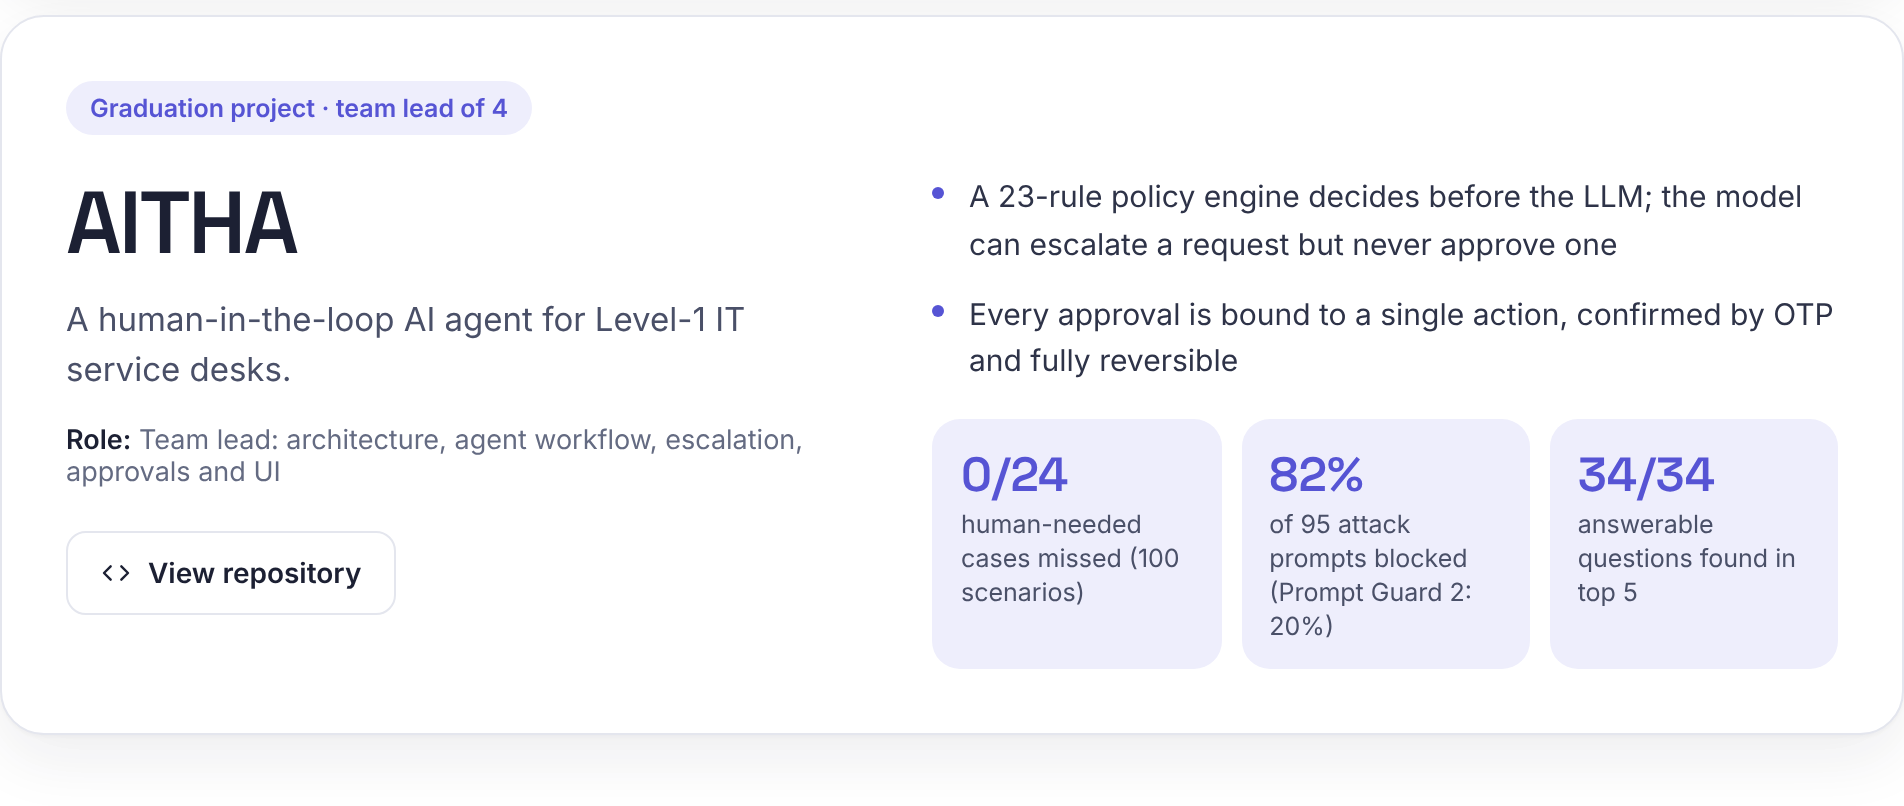 Graduation project · team lead of 4
AITHA
A human-in-the-loop AI agent for Level-1 IT
service desks.
Role: Team lead: architecture, agent workflow, escalation,
approvals and UI
View repository
A 23-rule policy engine decides before the LLM; the model
can escalate a request but never approve one
Every approval is bound to a single action, confirmed by OTP
and fully reversible
0/24
human-needed
cases missed (100
scenarios)
82%
of 95 attack
prompts blocked
(Prompt Guard 2:
20%)
34/34
answerable
questions found in
top 5